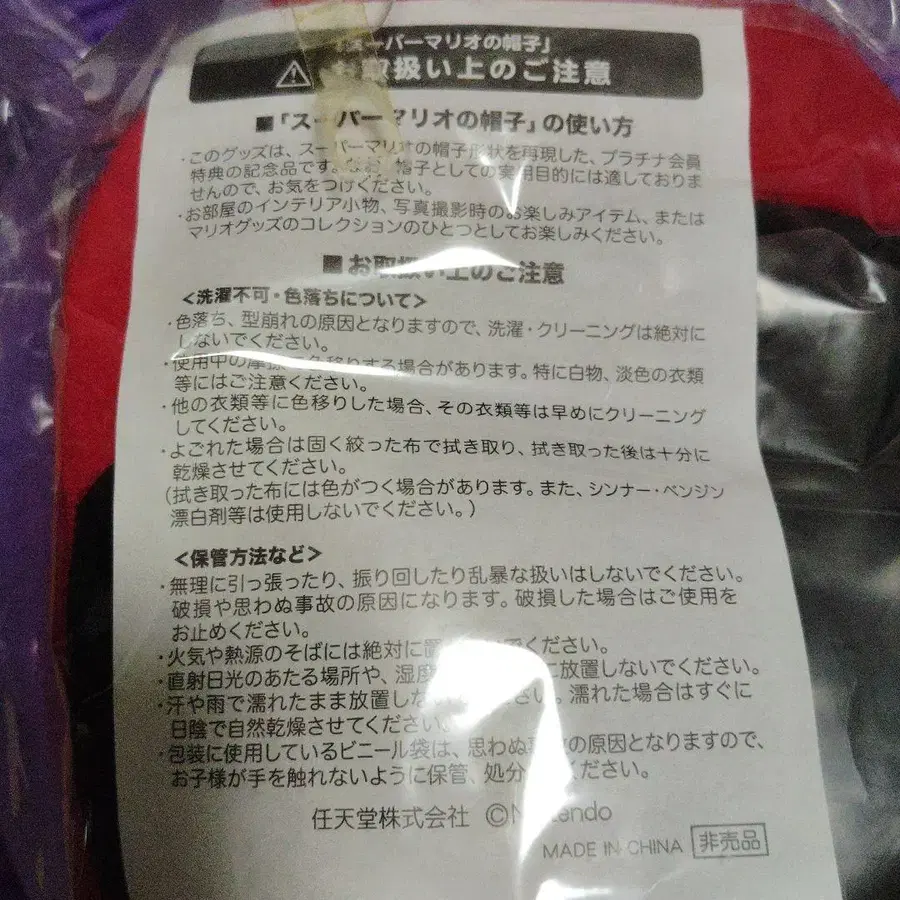 「スーパーマリオの帽子」
お取扱い上のご注意
■「スーパーマリオの帽子」の使い方
・このグッズは、スーパーマリオの帽子形状を再現した、プラチナ会員
特典の記念品です。なお、帽子としての実用目的には適しておりま
せんので、お気をつけください。
・お部屋のインテリア小物、写真撮影時のお楽しみアイテム、または
マリオグッズのコレクションのひとつとしてお楽しみください。
■お取扱い上のご注意
<洗濯不可・色落ちについて>
・色落ち、型崩れの原因となりますので、洗濯・クリーニングは絶対に
しないでください。
・使用中の摩擦で色移りする場合があります。特に白物、淡色の衣類
等にはご注意ください。
・他の衣類等に色移りした場合、その衣類等は早めにクリーニング
してください。
・よごれた場合は固く絞った布で拭き取り、拭き取った後は十分に
乾燥させてください。
(拭き取った布には色がつく場合があります。また、シンナー・ベンジン
漂白剤等は使用しないでください。)
<保管方法など>
・無理に引っ張ったり、振り回したり乱暴な扱いはしないでください。
破損や思わぬ事故の原因になります。破損した場合はご使用を
お止めください。
・火気や熱源のそばには絶対に置かないでください。
・直射日光のあたる場所や、湿度 に放置しないでください。
・汗や雨で濡れたまま放置しないでください。濡れた場合はすぐに
日陰で自然乾燥させてください。
・包装に使用しているビニール袋は、思わぬ事故の原因となりますので、
お子様が手を触れないように保管、処分 ください。
任天堂株式会社 ©Nintendo
MADE IN CHINA 非売品